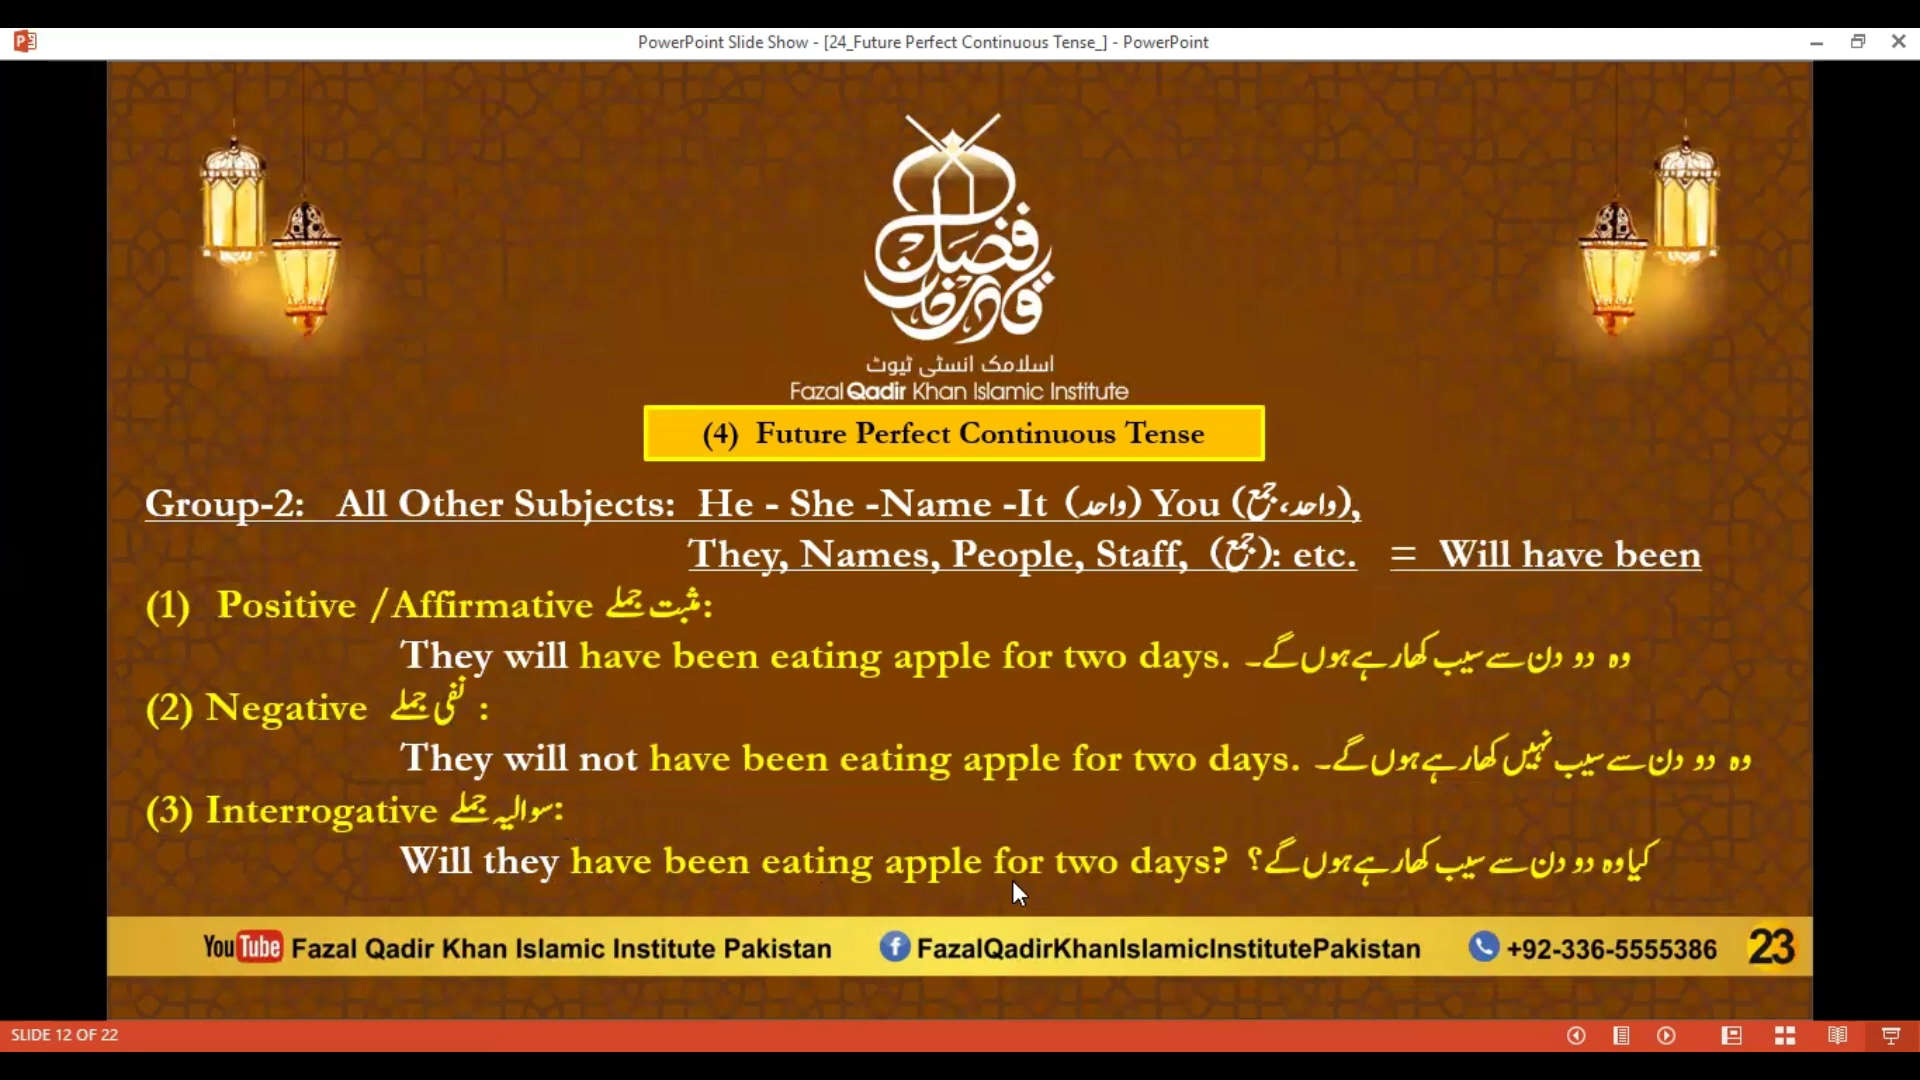 PowerPoint Slide Show - [24_Future Perfect Continuous Tense_] - PowerPoint
فضل قادر خان
اسلامک انسٹی ٹیوٹ
Fazal Qadir Khan Islamic Institute
(4) Future Perfect Continuous Tense
Group-2: All Other Subjects: He - She -Name -It (واحد) You (واحد، جمع),
They, Names, People, Staff, (جمع): etc. = Will have been
(1) Positive /Affirmative مثبت جملے:
They will have been eating apple for two days. وہ دو دن سے سیب کھا رہے ہوں گے۔
(2) Negative نفی جملے :
They will not have been eating apple for two days. وہ دو دن سے سیب نہیں کھا رہے ہوں گے۔
(3) Interrogative سوالیہ جملے:
Will they have been eating apple for two days? کیا وہ دو دن سے سیب کھا رہے ہوں گے؟
YouTube Fazal Qadir Khan Islamic Institute Pakistan f FazalQadirKhanIslamicInstitutePakistan +92-336-5555386 23
SLIDE 12 OF 22